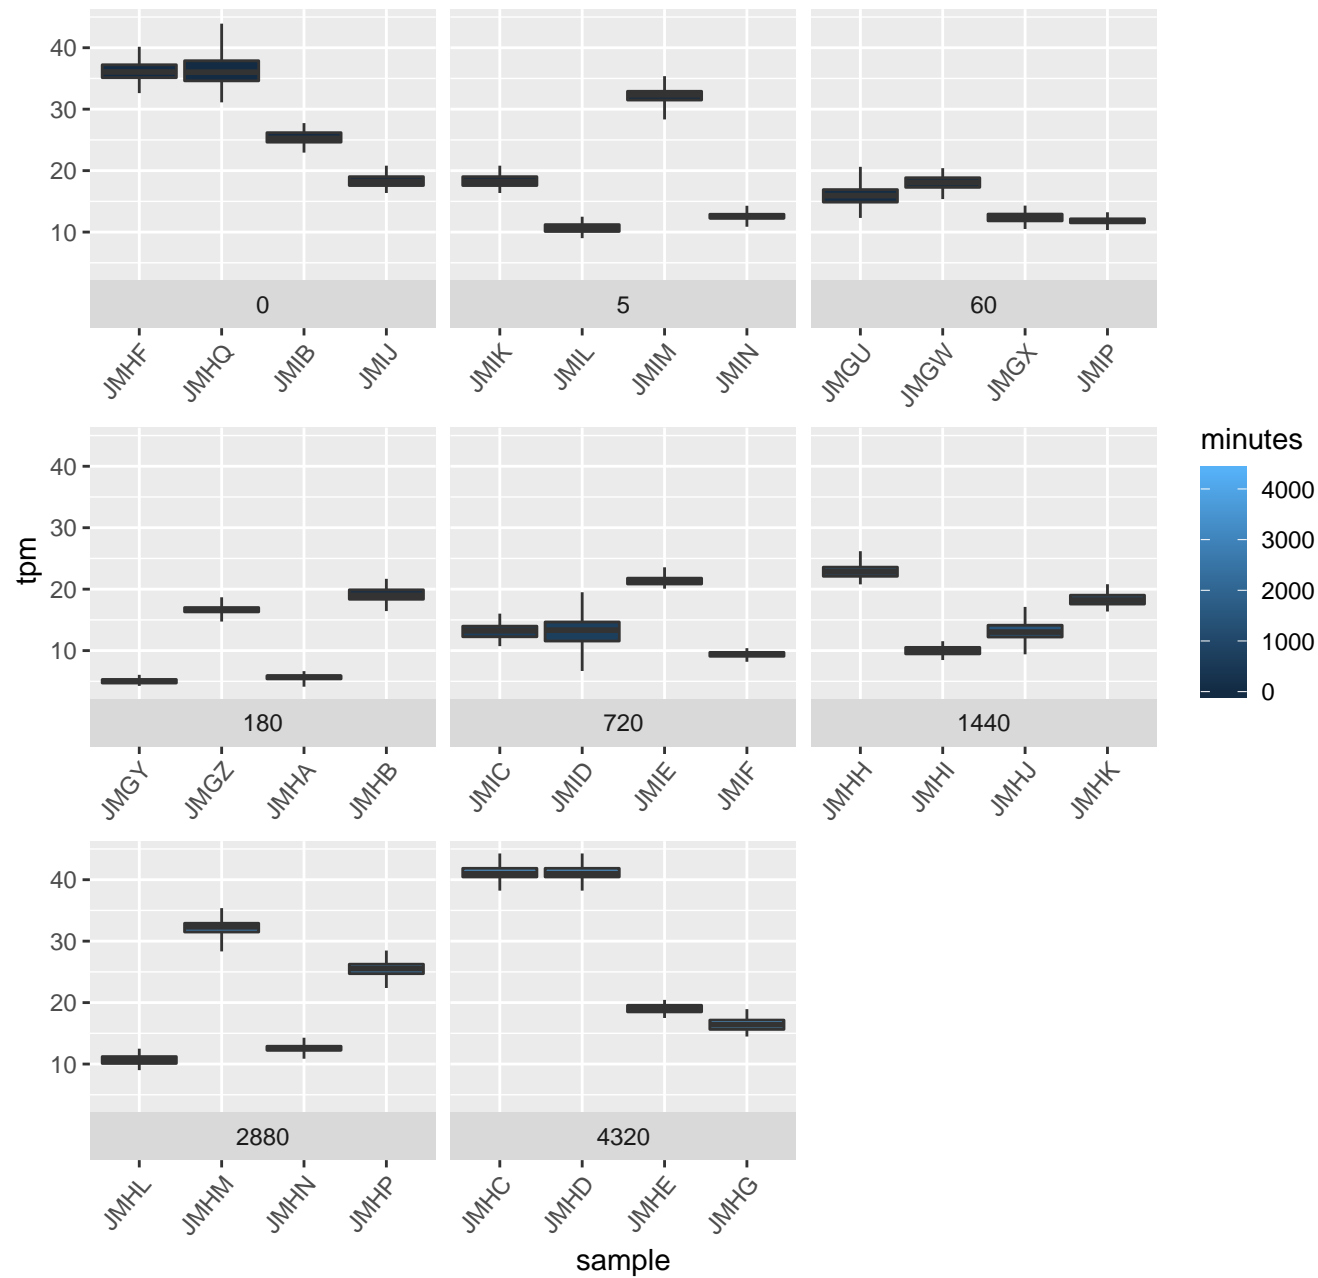 40
30
20
10
0
5
60
JMHF
JMHQ
JMIB
JMIJ
JMIK
JMIL
JMIM
JMIN
JMGU
JMGW
JMGX
JMIP
tpm
40
30
20
10
180
720
1440
JMGY
JMGZ
JMHA
JMHB
JMIC
JMID
JMIE
JMIF
JMHH
JMHI
JMHJ
JMHK
minutes
4000
3000
2000
1000
0
40
30
20
10
2880
4320
JMHL
JMHM
JMHN
JMHP
JMHC
JMHD
JMHE
JMHG
sample